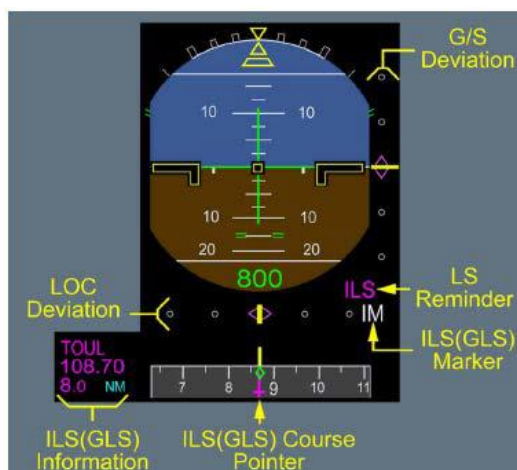 G/S
Deviation
10 10
10 10
20 20
800
LOC
Deviation
ILS
LS
Reminder
IM
ILS(GLS)
Marker
TOUL
108.70
8.0 NM
7 8 9 10 11
ILS(GLS)
Information
ILS(GLS) Course
Pointer